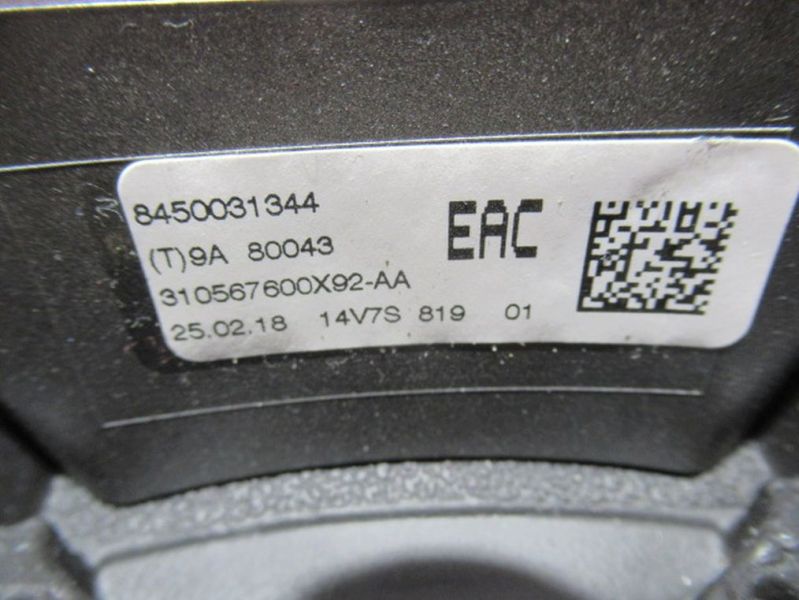 8450031344
EAC
(T)9A 80043
310567600X92-AA
25.02.18 14V7S 819 01